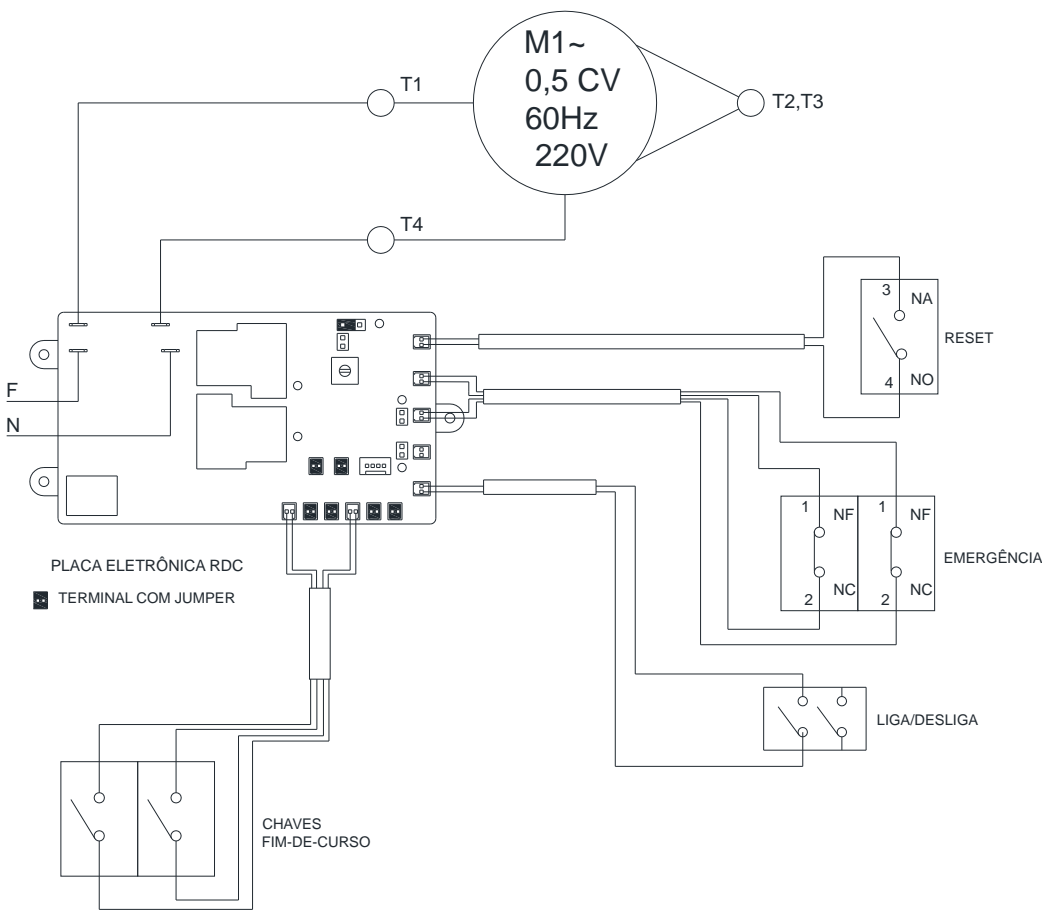 M1~
0,5 CV
60Hz
220V
T1
T2,T3
T4
3
NA
RESET
4
NO
F
N
1
NF
1
NF
EMERGÊNCIA
2
NC
2
NC
PLACA ELETRÔNICA RDC
TERMINAL COM JUMPER
LIGA/DESLIGA
CHAVES
FIM-DE-CURSO